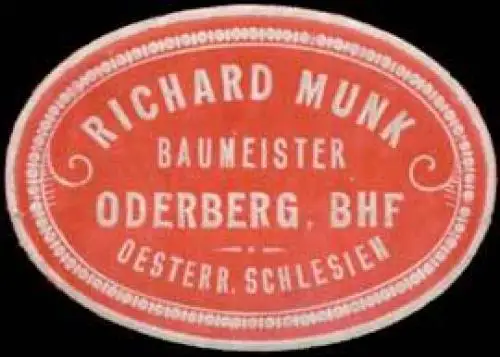 RICHARD MUNK
BAUMEISTER
ODERBERG, BHF
OESTERR. SCHLESIEN